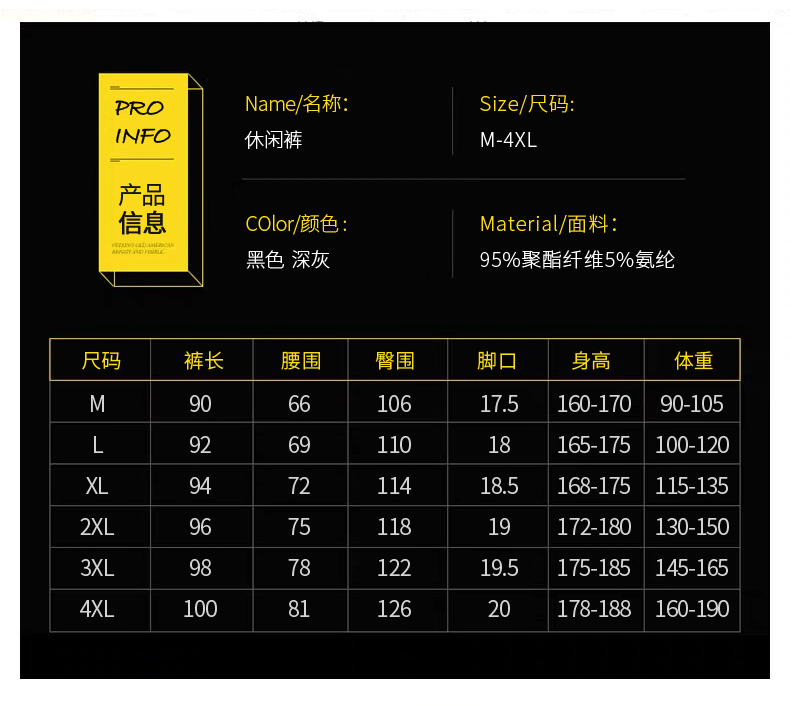 PRO
INFO
产品
信息
Name/名称:
休闲裤
Size/尺码:
M-4XL
COlor/颜色:
黑色 深灰
Material/面料:
95%聚酯纤维5%氨纶
尺码 裤长 腰围 臀围 脚口 身高 体重
M 90 66 106 17.5 160-170 90-105
L 92 69 110 18 165-175 100-120
XL 94 72 114 18.5 168-175 115-135
2XL 96 75 118 19 172-180 130-150
3XL 98 78 122 19.5 175-185 145-165
4XL 100 81 126 20 178-188 160-190